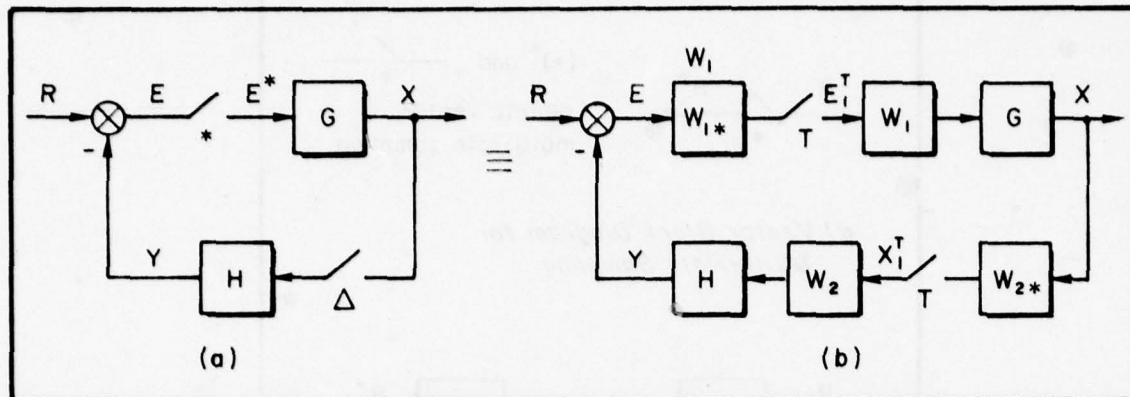 R E E* X
G
*
-
Y
H
Δ
(a)
≡
W₁
R E E₁ᵀ X
W₁* W₁ G
T
-
Y X₁ᵀ
H W₂ W₂*
T
(b)